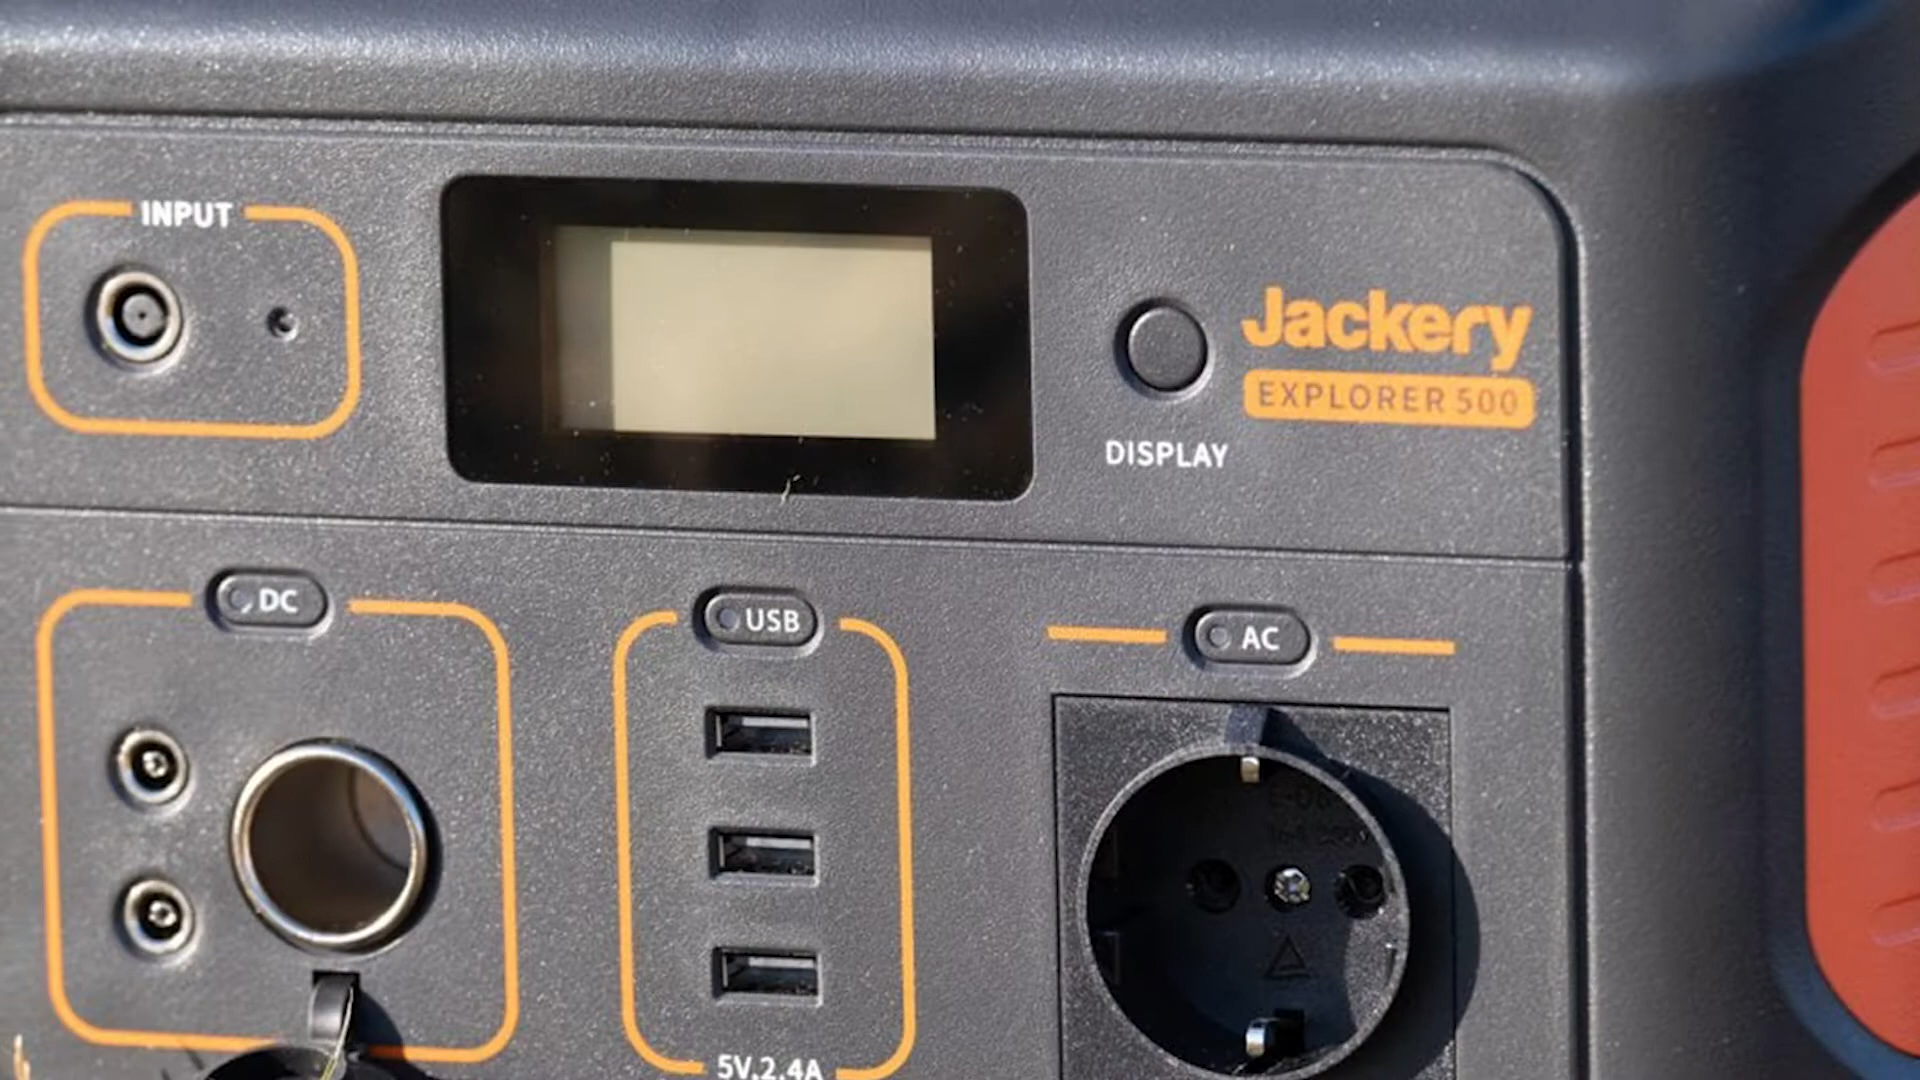 INPUT
Jackery
EXPLORER 500
DISPLAY
DC
USB
AC
5V,2.4A